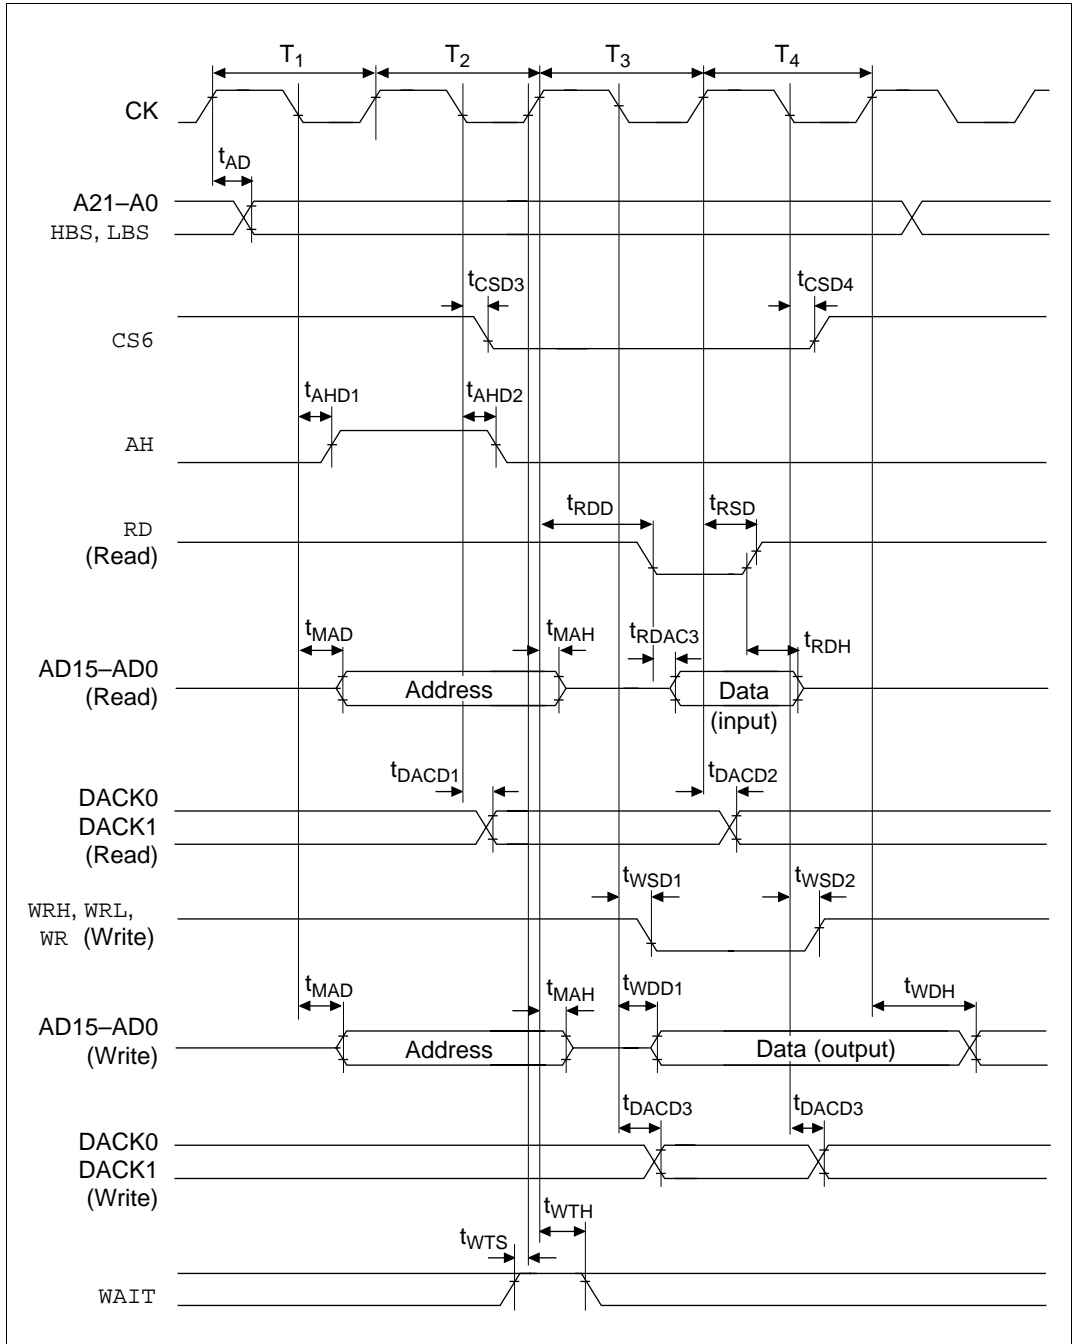 T1 T2 T3 T4
CK
tAD
A21–A0
HBS, LBS
tCSD3 tCSD4
CS6
tAHD1 tAHD2
AH
tRDD tRSD
RD
(Read)
tMAD tMAH tRDAC3 tRDH
AD15–AD0
(Read)
Address Data
(input)
tDACD1 tDACD2
DACK0
DACK1
(Read)
tWSD1 tWSD2
WRH, WRL,
WR (Write)
tMAD tMAH tWDD1 tWDH
AD15–AD0
(Write)
Address Data (output)
tDACD3 tDACD3
DACK0
DACK1
(Write)
tWTH
tWTS
WAIT